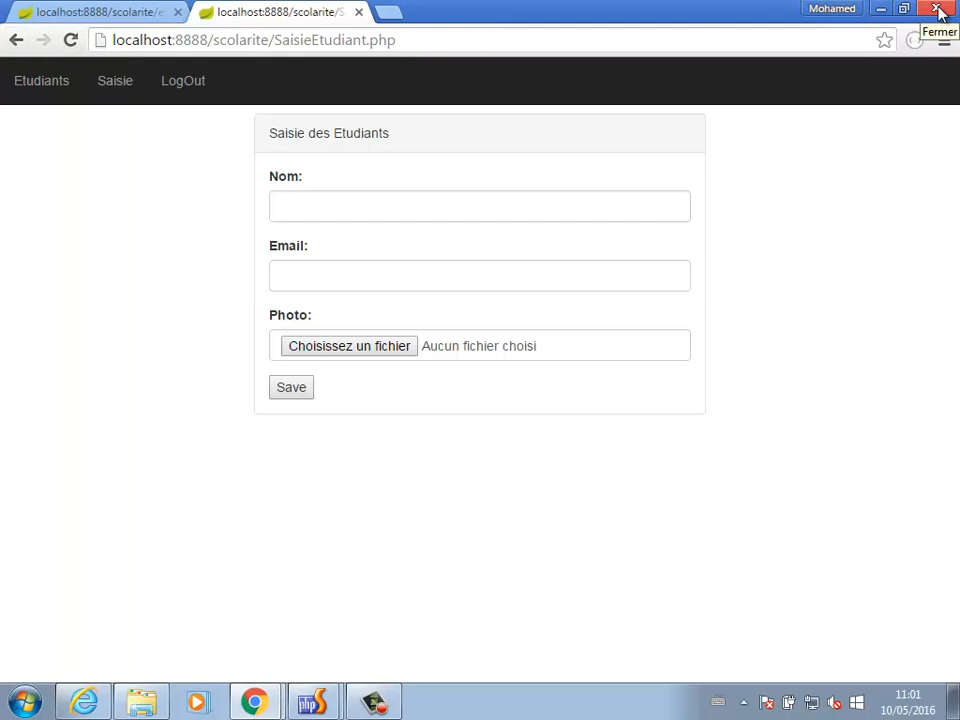 localhost:8888/scolarite/e
localhost:8888/scolarite/S
Mohamed
localhost:8888/scolarite/SaisieEtudiant.php
Fermer
Etudiants Saisie LogOut
Saisie des Etudiants
Nom:
Email:
Photo:
Choisissez un fichier Aucun fichier choisi
Save
php
11:01
10/05/2016